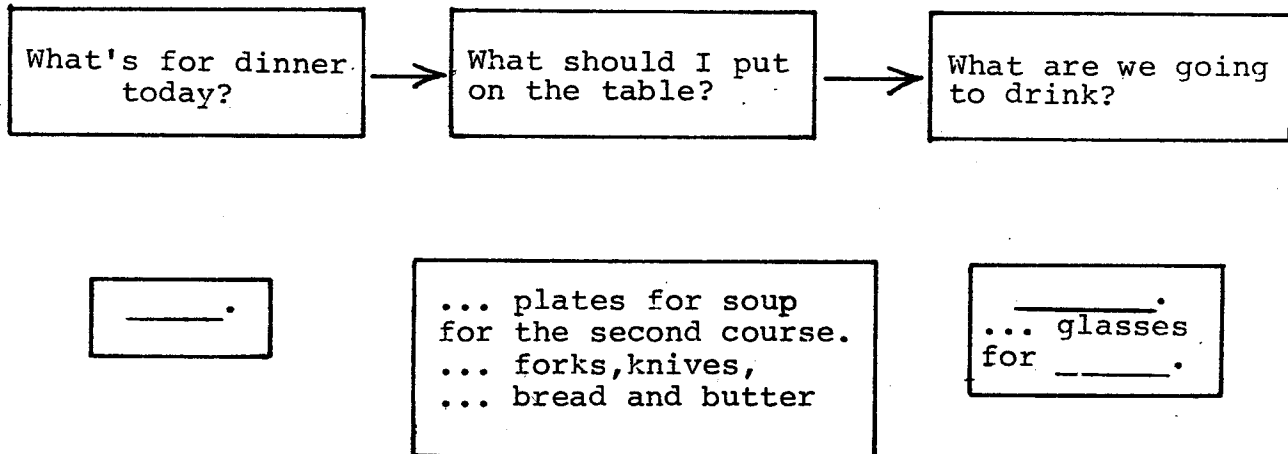 What's for dinner
today?
What should I put
on the table?
What are we going
to drink?
_____.
... plates for soup
for the second course.
... forks,knives,
... bread and butter
_______.
... glasses
for ______.